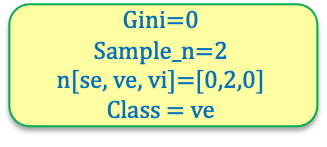 Gini=0
Sample_n=2
n[se, ve, vi]=[0,2,0]
Class = ve